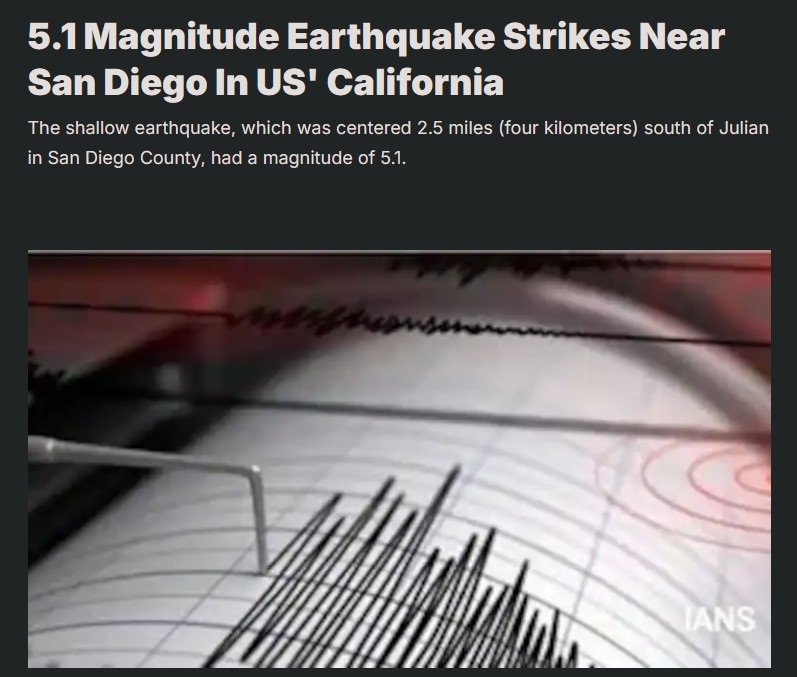 5.1 Magnitude Earthquake Strikes Near
San Diego In US' California
The shallow earthquake, which was centered 2.5 miles (four kilometers) south of Julian
in San Diego County, had a magnitude of 5.1.
IANS